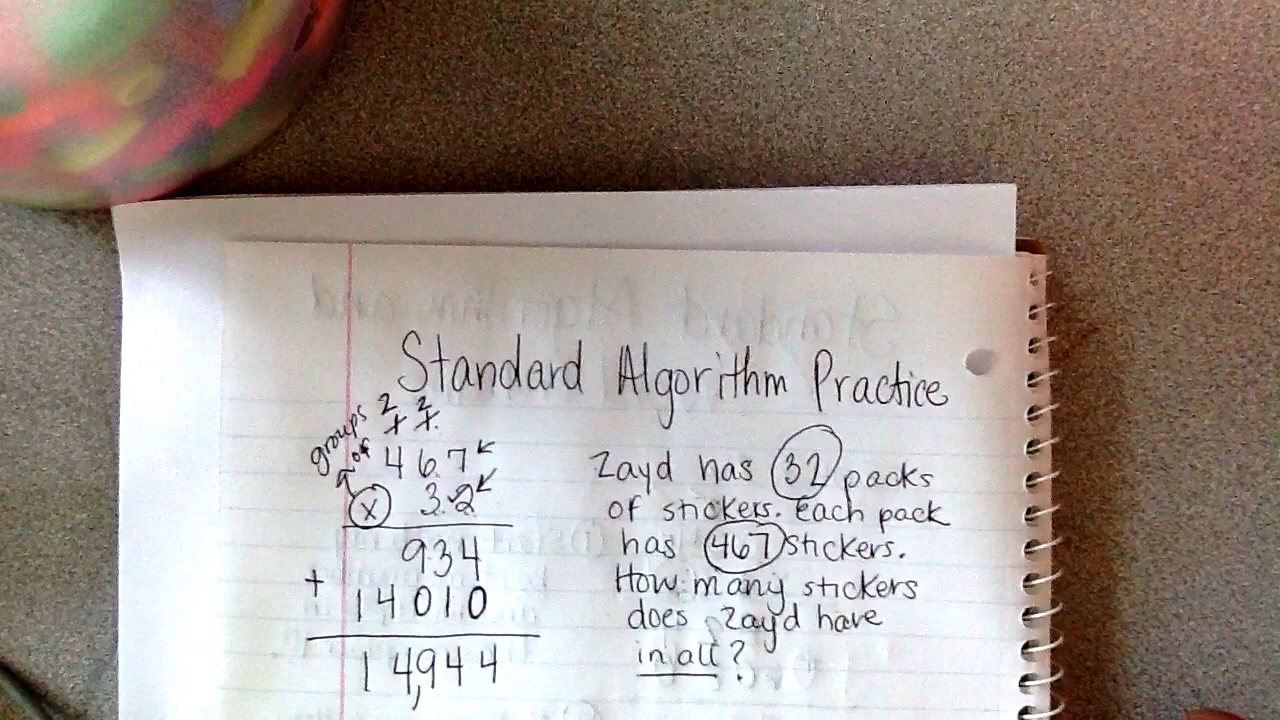 Standard Algorithm Practice
groups of
2 2
1 1
467
x 32
934
+ 14010
14,944
Zayd has 32 packs
of stickers. Each pack
has 467 stickers.
How many stickers
does Zayd have
in all?